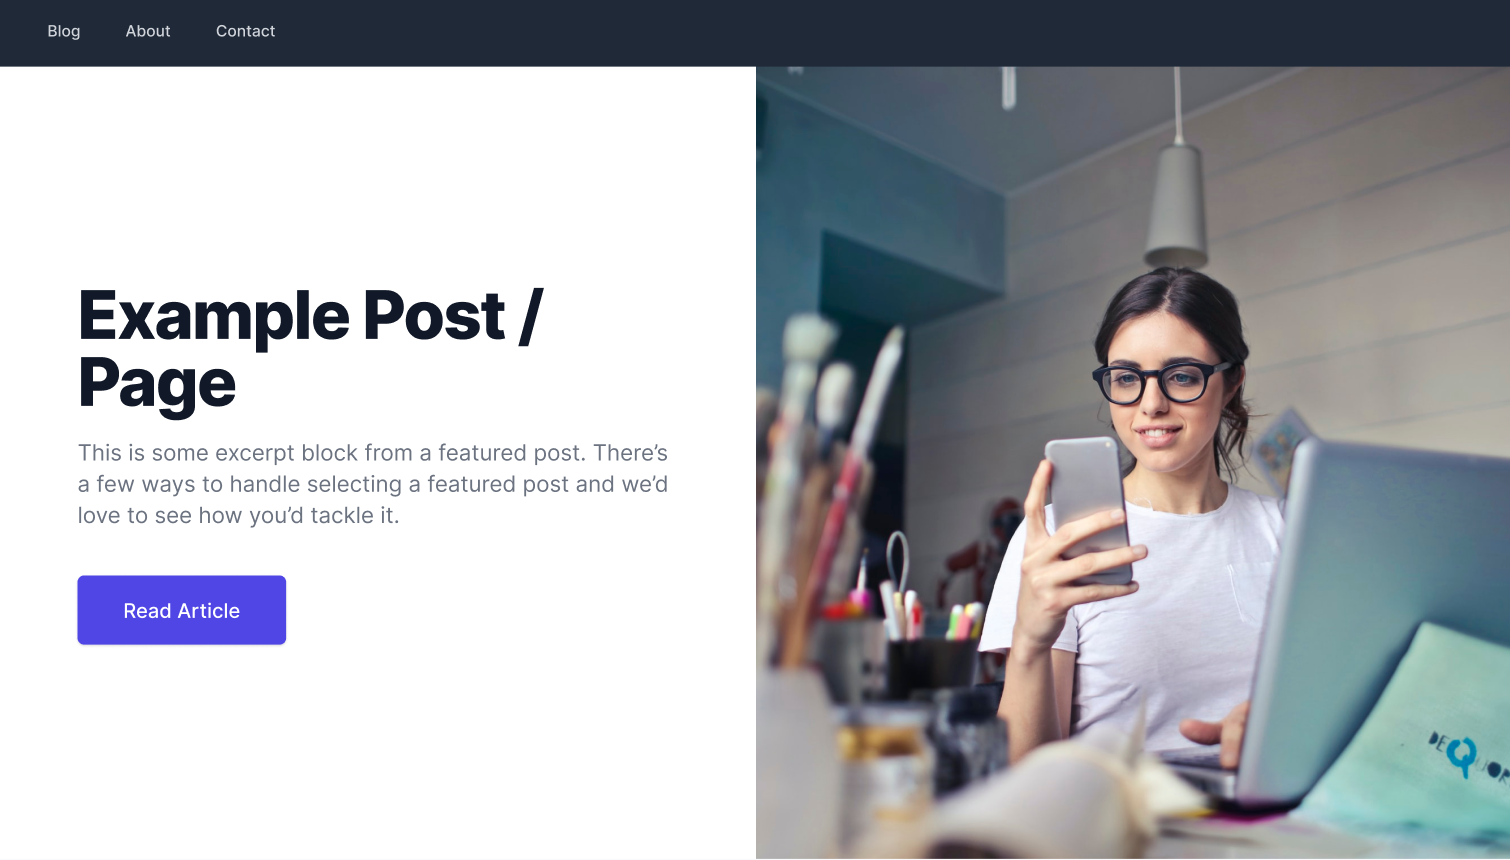 Blog
About
Contact
Example Post /
Page
This is some excerpt block from a featured post. There’s
a few ways to handle selecting a featured post and we’d
love to see how you’d tackle it.
Read Article